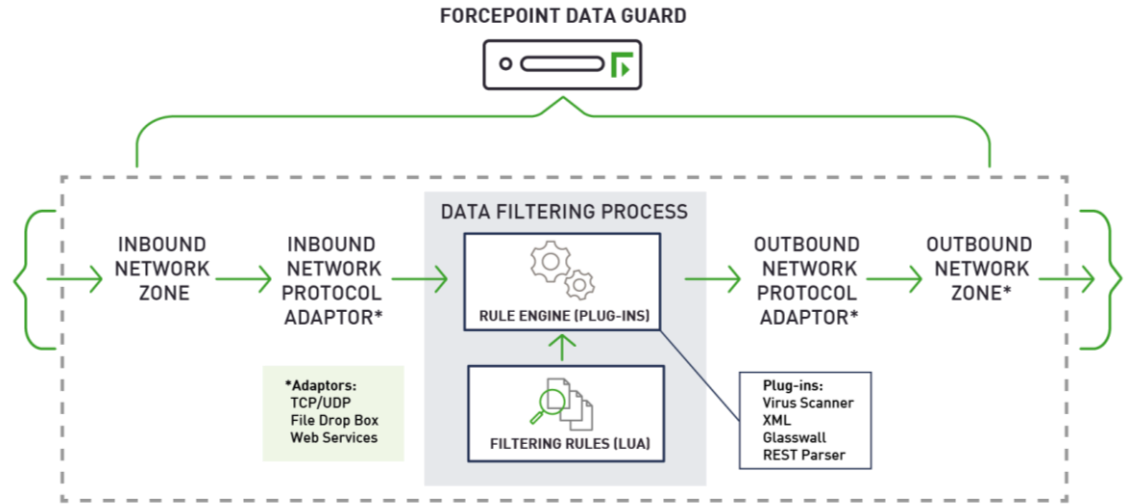 FORCEPOINT DATA GUARD
DATA FILTERING PROCESS
INBOUND
NETWORK
ZONE
INBOUND
NETWORK
PROTOCOL
ADAPTOR*
RULE ENGINE (PLUG-INS)
OUTBOUND
NETWORK
PROTOCOL
ADAPTOR*
OUTBOUND
NETWORK
ZONE*
*Adaptors:
TCP/UDP
File Drop Box
Web Services
FILTERING RULES (LUA)
Plug-ins:
Virus Scanner
XML
Glasswall
REST Parser